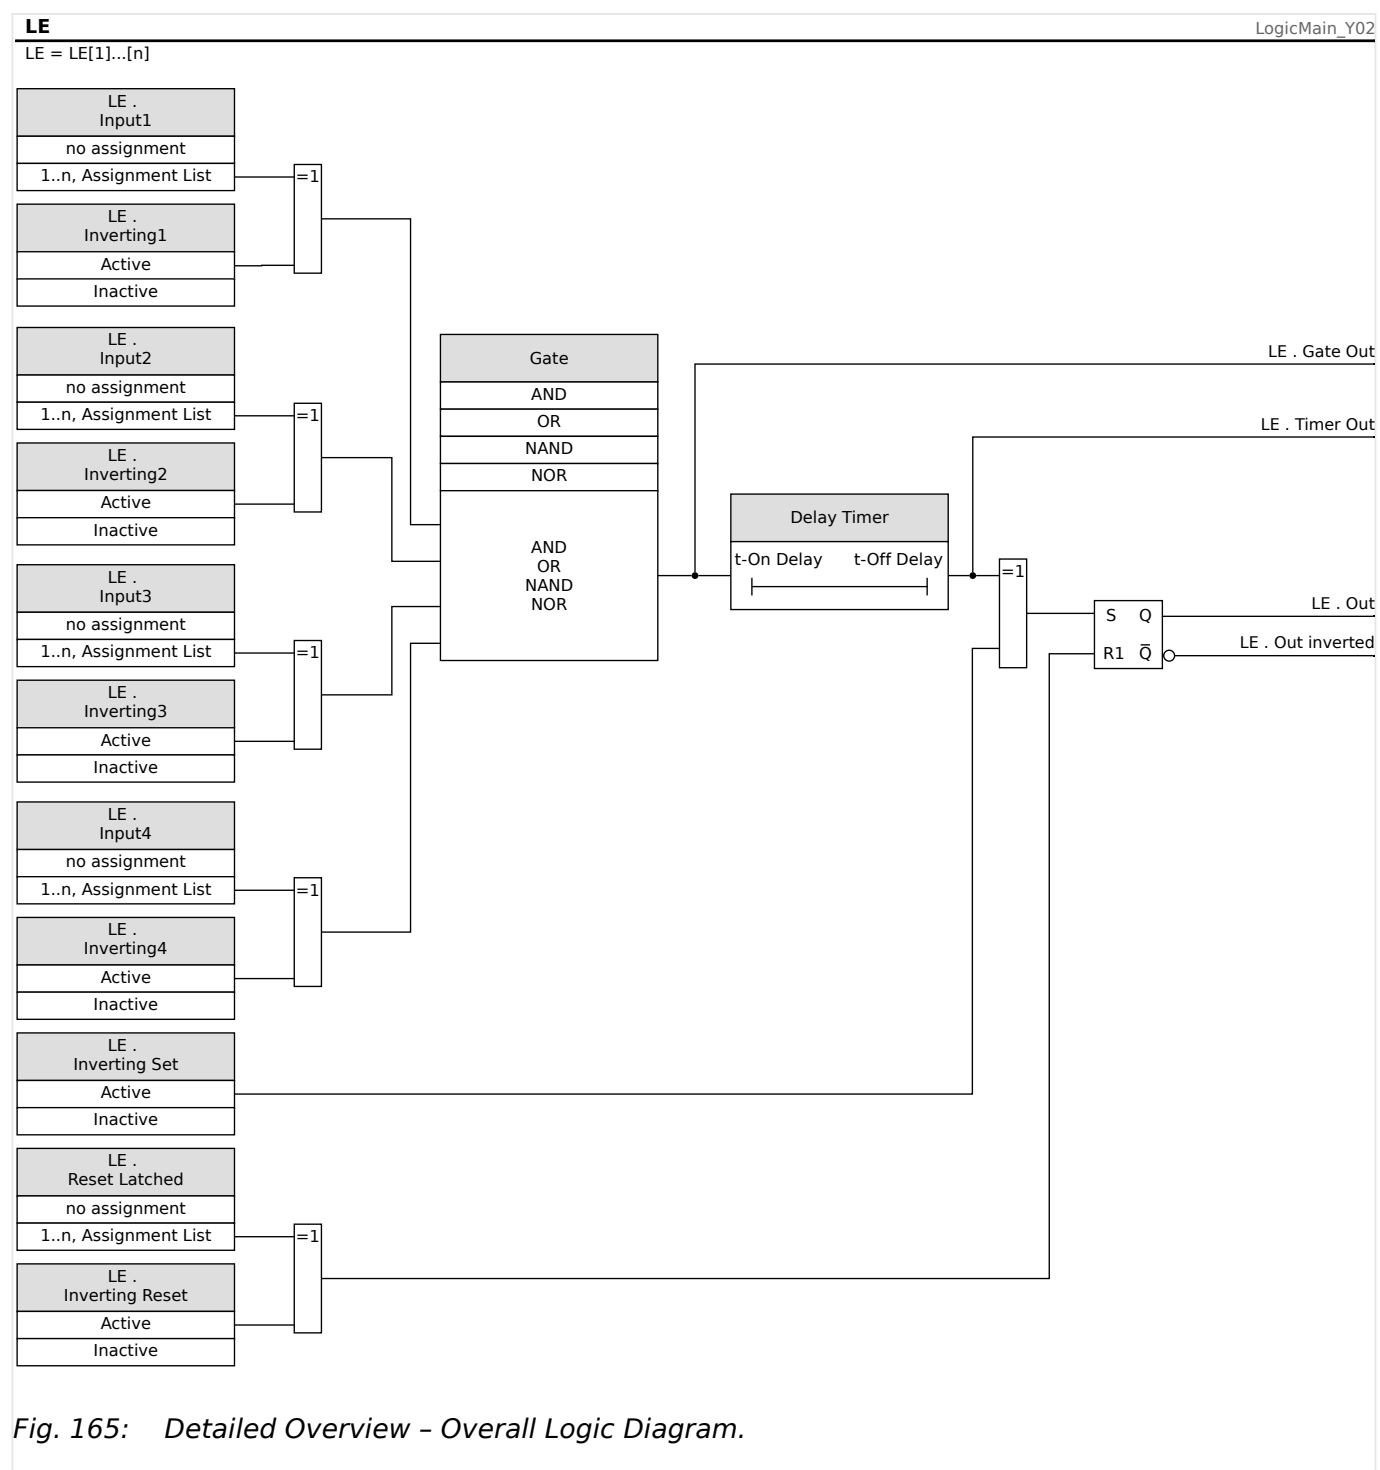 LE
LogicMain_Y02
LE = LE[1]...[n]
LE .
Input1
no assignment
1..n, Assignment List
=1
LE .
Inverting1
Active
Inactive
LE .
Input2
no assignment
1..n, Assignment List
=1
LE .
Inverting2
Active
Inactive
LE .
Input3
no assignment
1..n, Assignment List
=1
LE .
Inverting3
Active
Inactive
LE .
Input4
no assignment
1..n, Assignment List
=1
LE .
Inverting4
Active
Inactive
LE .
Inverting Set
Active
Inactive
LE .
Reset Latched
no assignment
1..n, Assignment List
=1
LE .
Inverting Reset
Active
Inactive
Gate
AND
OR
NAND
NOR
AND
OR
NAND
NOR
LE . Gate Out
LE . Timer Out
Delay Timer
t-On Delay t-Off Delay
=1
S Q
R1 Q̅
LE . Out
LE . Out inverted
Fig. 165: Detailed Overview – Overall Logic Diagram.